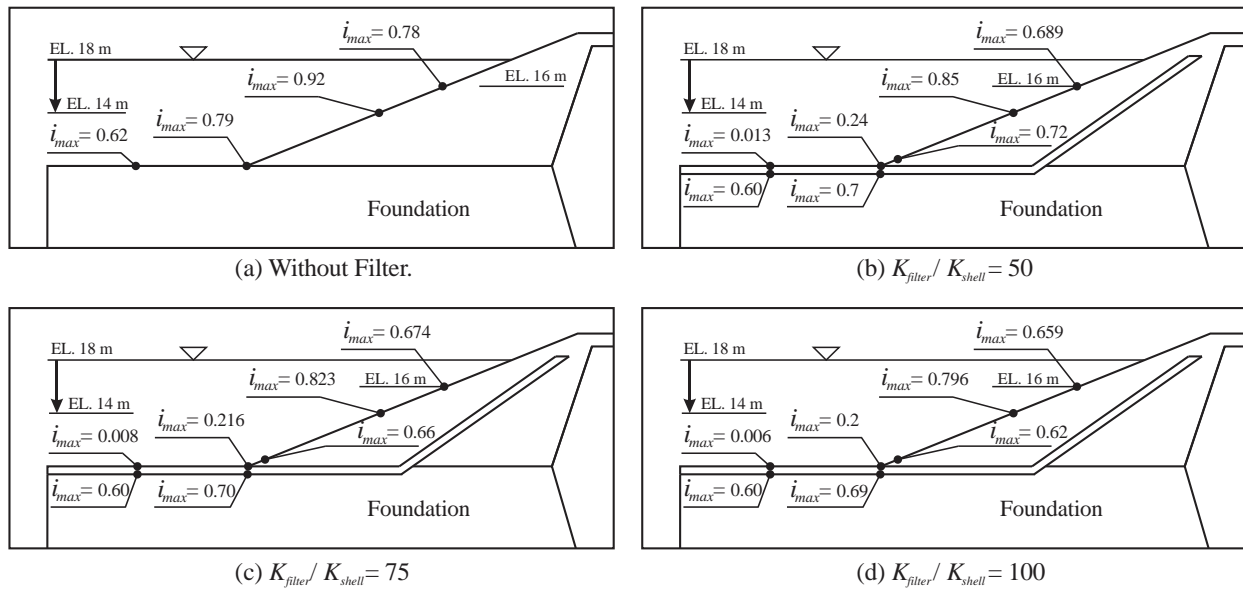 EL. 18 m
i_max = 0.78
i_max = 0.92
EL. 16 m
EL. 14 m
i_max = 0.62
i_max = 0.79
Foundation
(a) Without Filter.
EL. 18 m
i_max = 0.689
i_max = 0.85
EL. 16 m
EL. 14 m
i_max = 0.013
i_max = 0.24
i_max = 0.72
i_max = 0.60
i_max = 0.7
Foundation
(b) K_filter / K_shell = 50
EL. 18 m
i_max = 0.674
i_max = 0.823
EL. 16 m
EL. 14 m
i_max = 0.008
i_max = 0.216
i_max = 0.66
i_max = 0.60
i_max = 0.70
Foundation
(c) K_filter / K_shell = 75
EL. 18 m
i_max = 0.659
i_max = 0.796
EL. 16 m
EL. 14 m
i_max = 0.006
i_max = 0.2
i_max = 0.62
i_max = 0.60
i_max = 0.69
Foundation
(d) K_filter / K_shell = 100